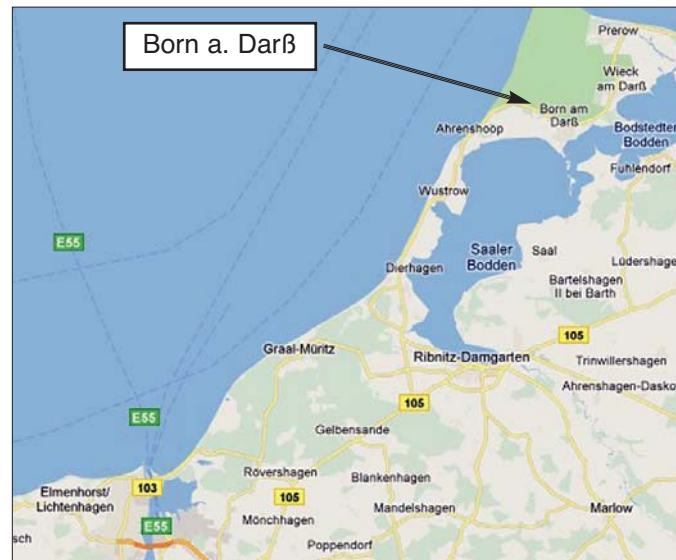 Born a. Darß
Prerow
Wieck
am Darß
Born am
Darß
Ahrenshoop
Bodstedter
Bodden
Fuhlendorf
Wustrow
E55
Saaler
Bodden
Saal
Dierhagen
Lüdershage
Bartelshagen
II bei Barth
105
Graal-Müritz
Ribnitz-Damgarten
Trinwillershagen
Ahrenshagen-Dasko
105
E55
Gelbensande
Rövershagen
Blankenhagen
103
Elmenhorst/
Lichtenhagen
105
Mandelshagen
Marlow
Mönchhagen
E55
sch
Poppendorf